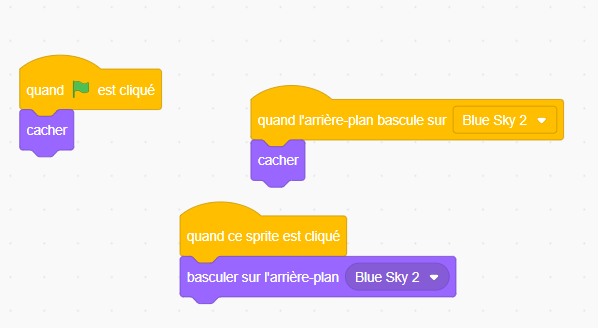 quand est cliqué
cacher
quand l'arrière-plan bascule sur Blue Sky 2
cacher
quand ce sprite est cliqué
basculer sur l'arrière-plan Blue Sky 2